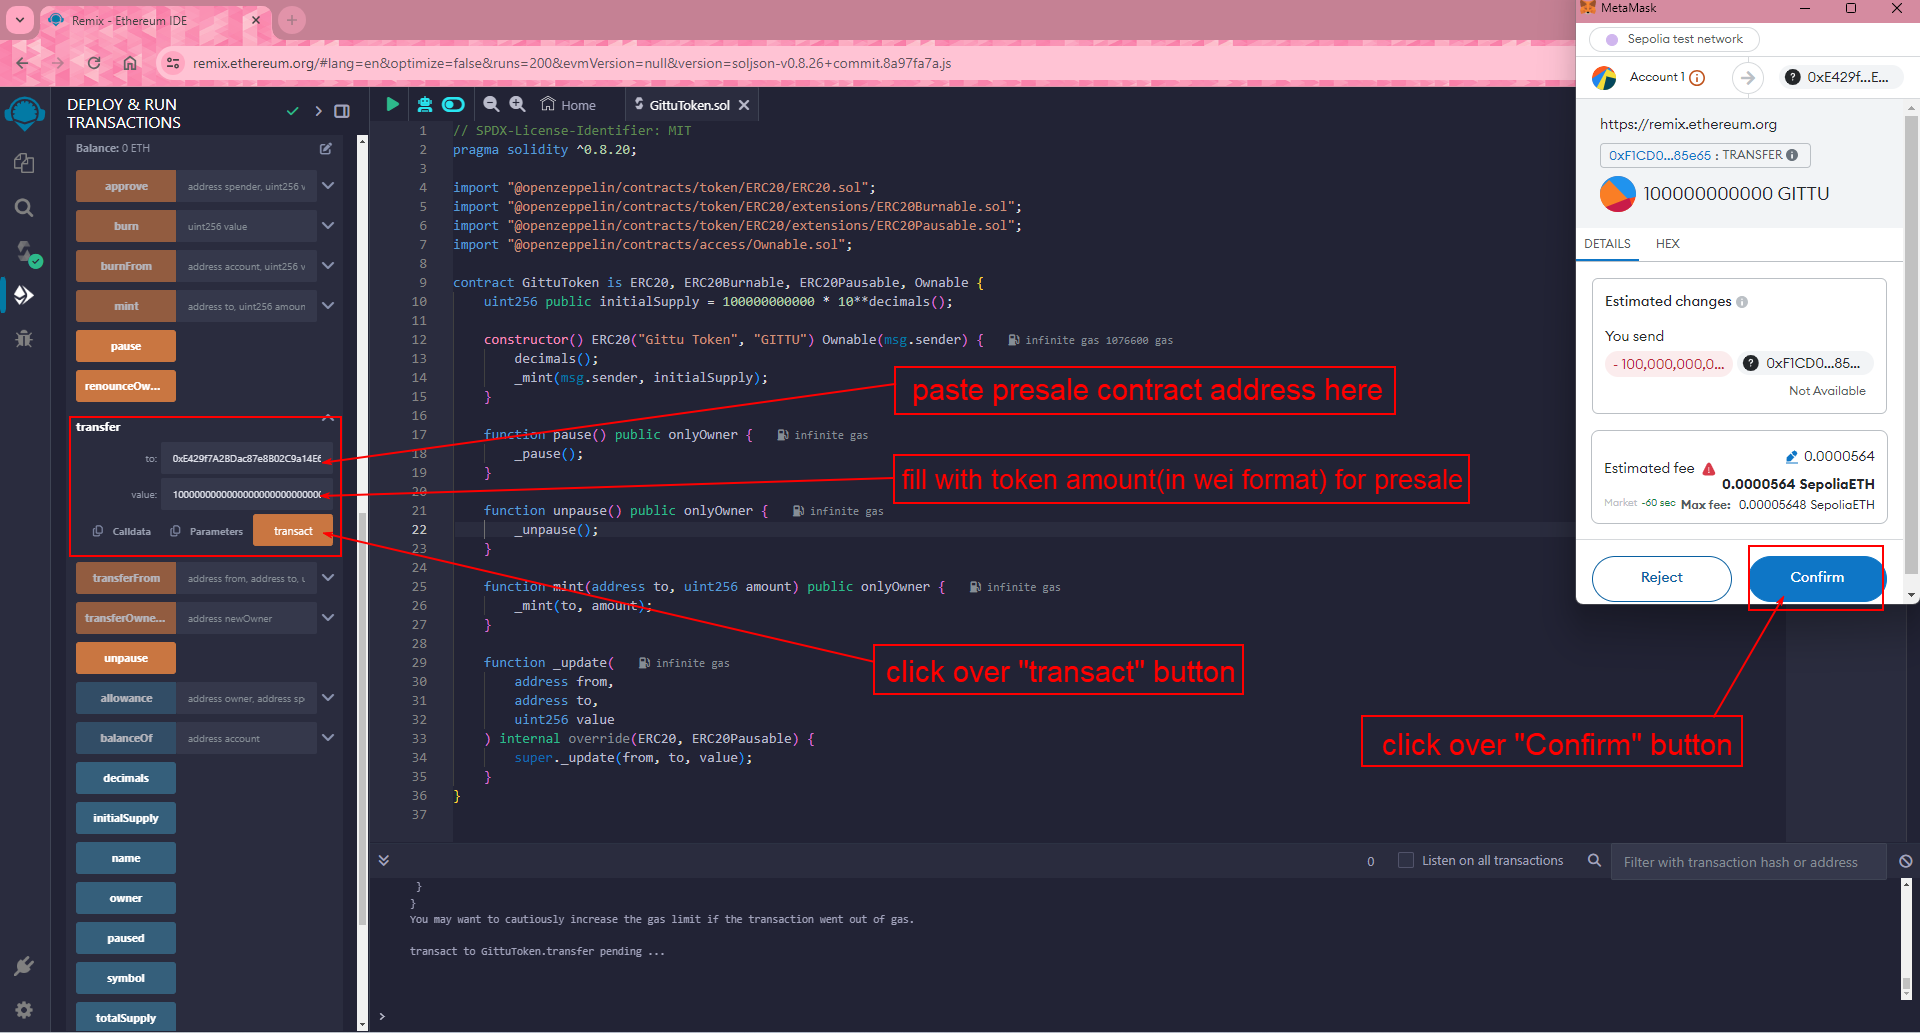 Remix - Ethereum IDE
remix.ethereum.org/#lang=en&optimize=false&runs=200&evmVersion=null&version=soljson-v0.8.26+commit.8a97fa7a.js
DEPLOY & RUN
TRANSACTIONS
Balance: 0 ETH
approve address spender, uint256 v
burn uint256 value
burnFrom address account, uint256 v
mint address to, uint256 amoun
pause
renounceOw...
transfer
to: 0xE429f7A2BDac87e8B02C9a14E6
value:
Calldata Parameters transact
transferFrom address from, address to, u
transferOwne... address newOwner
unpause
allowance address owner, address sp
balanceOf address account
decimals
initialSupply
name
owner
paused
symbol
totalSupply
Home GittuToken.sol
1 // SPDX-License-Identifier: MIT
2 pragma solidity ^0.8.20;
3
4 import "@openzeppelin/contracts/token/ERC20/ERC20.sol";
5 import "@openzeppelin/contracts/token/ERC20/extensions/ERC20Burnable.sol";
6 import "@openzeppelin/contracts/token/ERC20/extensions/ERC20Pausable.sol";
7 import "@openzeppelin/contracts/access/Ownable.sol";
8
9 contract GittuToken is ERC20, ERC20Burnable, ERC20Pausable, Ownable {
10 uint256 public initialSupply = 100000000000 * 10**decimals();
11
12 constructor() ERC20("Gittu Token", "GITTU") Ownable(msg.sender) { infinite gas 1076600 gas
13 decimals();
14 _mint(msg.sender, initialSupply);
15 }
16
17 function pause() public onlyOwner { infinite gas
18 _pause();
19 }
20
21 function unpause() public onlyOwner { infinite gas
22 _unpause();
23 }
24
25 function mint(address to, uint256 amount) public onlyOwner { infinite gas
26 _mint(to, amount);
27 }
28
29 function _update( infinite gas
30 address from,
31 address to,
32 uint256 value
33 ) internal override(ERC20, ERC20Pausable) {
34 super._update(from, to, value);
35 }
36 }
37
paste presale contract address here
fill with token amount(in wei format) for presale
click over "transact" button
click over "Confirm" button
0 Listen on all transactions Filter with transaction hash or address
}
}
You may want to cautiously increase the gas limit if the transaction went out of gas.
transact to GittuToken.transfer pending ...
>
MetaMask
Sepolia test network
Account 1 0xE429f...E...
https://remix.ethereum.org
0xF1CD0...85e65 : TRANSFER
100000000000 GITTU
DETAILS HEX
Estimated changes
You send
- 100,000,000,0... 0xF1CD0...85...
Not Available
Estimated fee 0.0000564
0.0000564 SepoliaETH
Market ~60 sec Max fee: 0.00005648 SepoliaETH
Reject Confirm